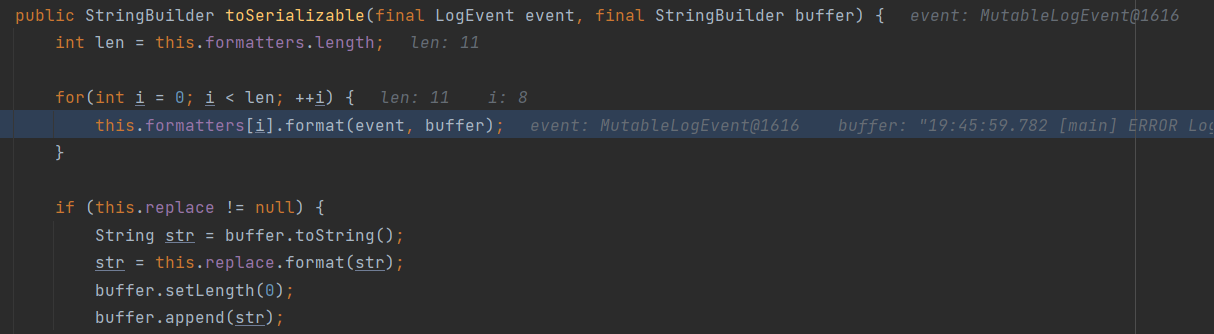 public StringBuilder toSerializable(final LogEvent event, final StringBuilder buffer) {   event: MutableLogEvent@1616
    int len = this.formatters.length;   len: 11
    for(int i = 0; i < len; ++i) {   len: 11    i: 8
        this.formatters[i].format(event, buffer);   event: MutableLogEvent@1616    buffer: "19:45:59.782 [main] ERROR Log
    }
    if (this.replace != null) {
        String str = buffer.toString();
        str = this.replace.format(str);
        buffer.setLength(0);
        buffer.append(str);